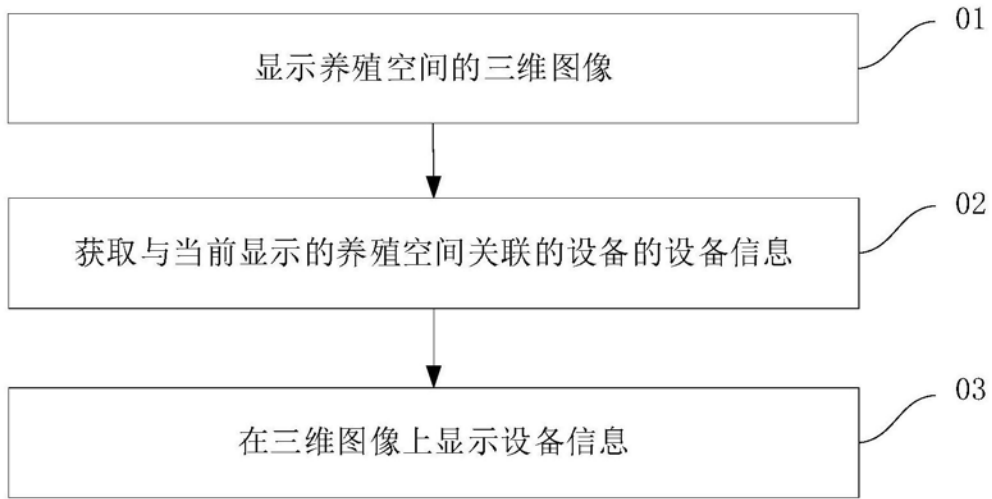 01
显示养殖空间的三维图像
02
获取与当前显示的养殖空间关联的设备的设备信息
03
在三维图像上显示设备信息